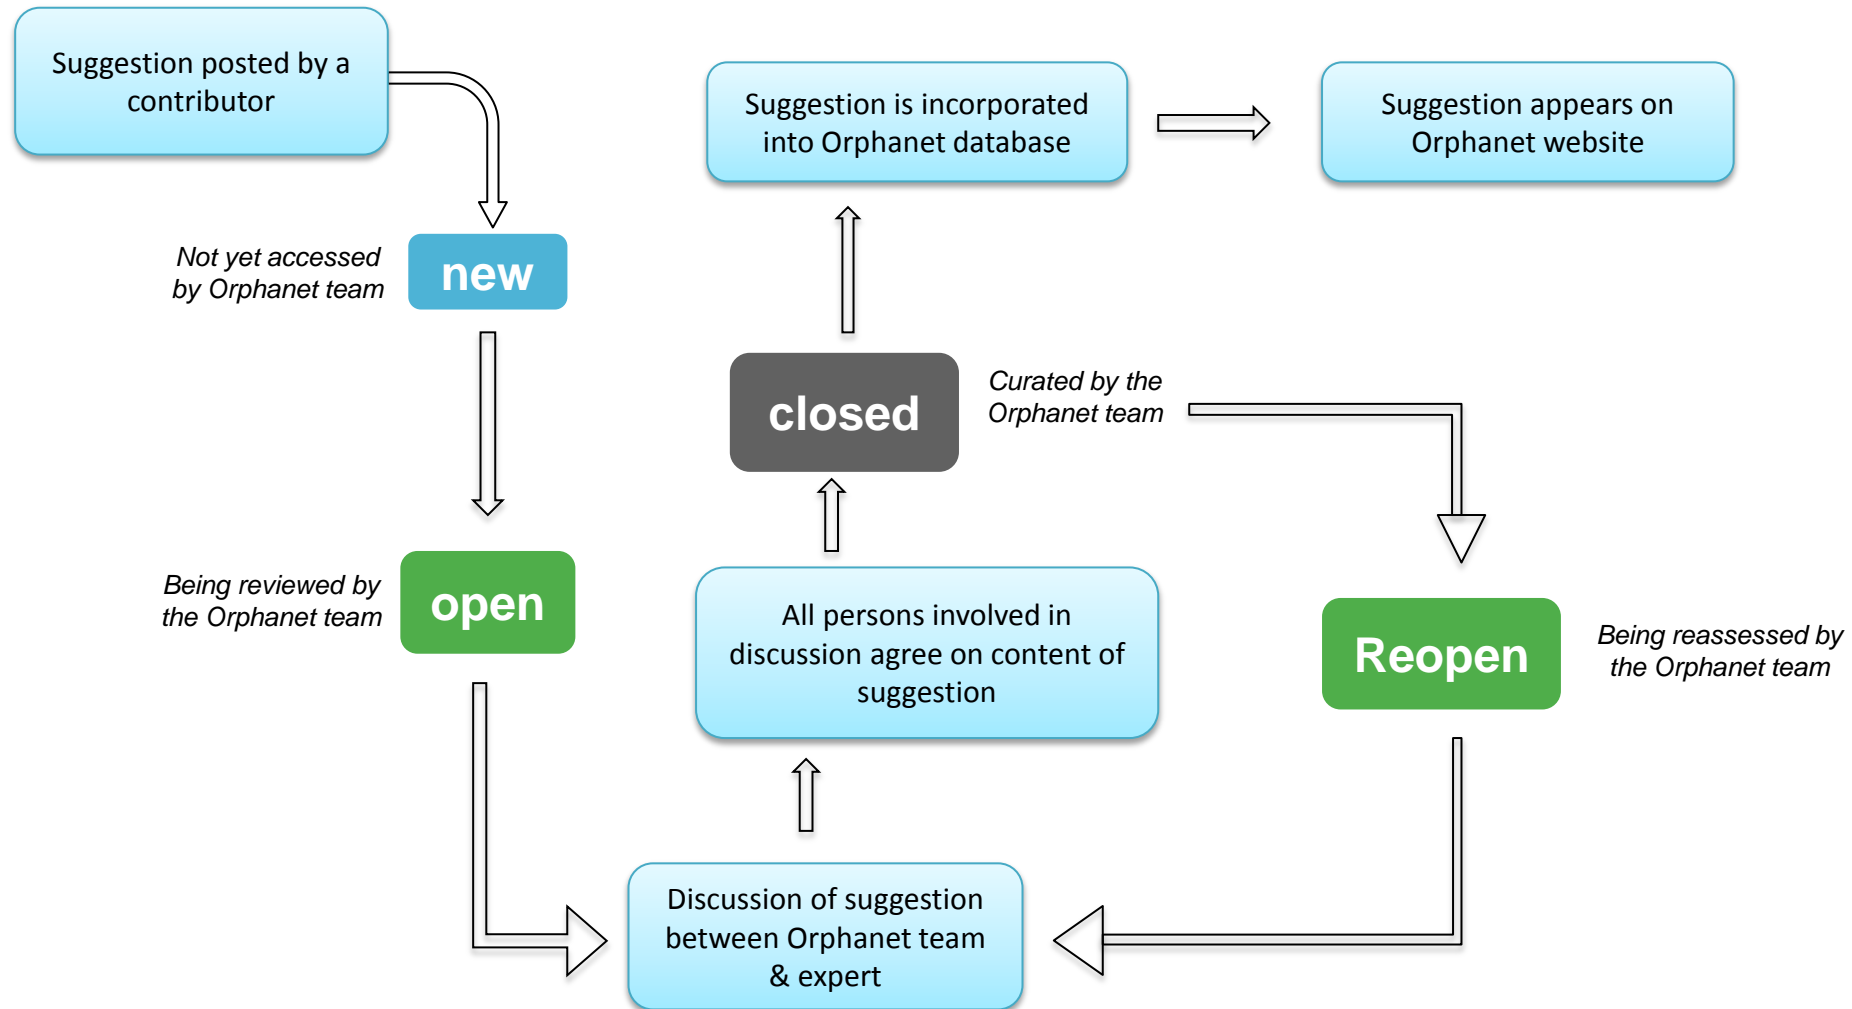 Suggestion posted by a
contributor
Not yet accessed
by Orphanet team
new
Being reviewed by
the Orphanet team
open
Discussion of suggestion
between Orphanet team
& expert
All persons involved in
discussion agree on content of
suggestion
closed
Curated by the
Orphanet team
Suggestion is incorporated
into Orphanet database
Suggestion appears on
Orphanet website
Reopen
Being reassessed by
the Orphanet team